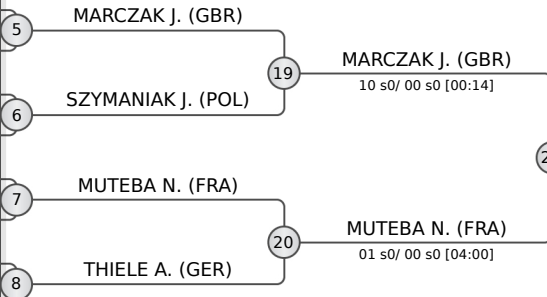 MARCZAK J. (GBR)
5
19
MARCZAK J. (GBR)
10 s0/ 00 s0 [00:14]
SZYMANIAK J. (POL)
6
2
MUTEBA N. (FRA)
7
20
MUTEBA N. (FRA)
01 s0/ 00 s0 [04:00]
THIELE A. (GER)
8